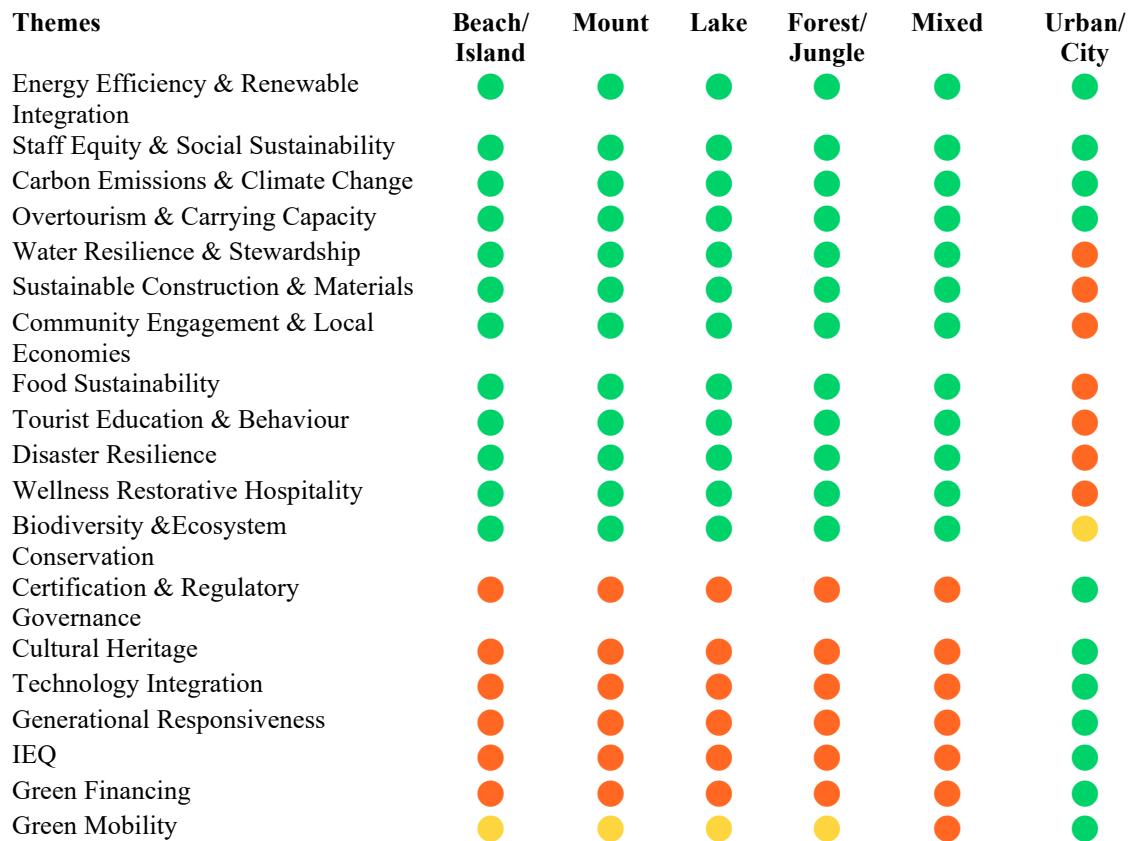 Themes Beach/ Mount Lake Forest/ Mixed Urban/
Island Jungle City
Energy Efficiency & Renewable
Integration
Staff Equity & Social Sustainability
Carbon Emissions & Climate Change
Overtourism & Carrying Capacity
Water Resilience & Stewardship
Sustainable Construction & Materials
Community Engagement & Local
Economies
Food Sustainability
Tourist Education & Behaviour
Disaster Resilience
Wellness Restorative Hospitality
Biodiversity &Ecosystem
Conservation
Certification & Regulatory
Governance
Cultural Heritage
Technology Integration
Generational Responsiveness
IEQ
Green Financing
Green Mobility